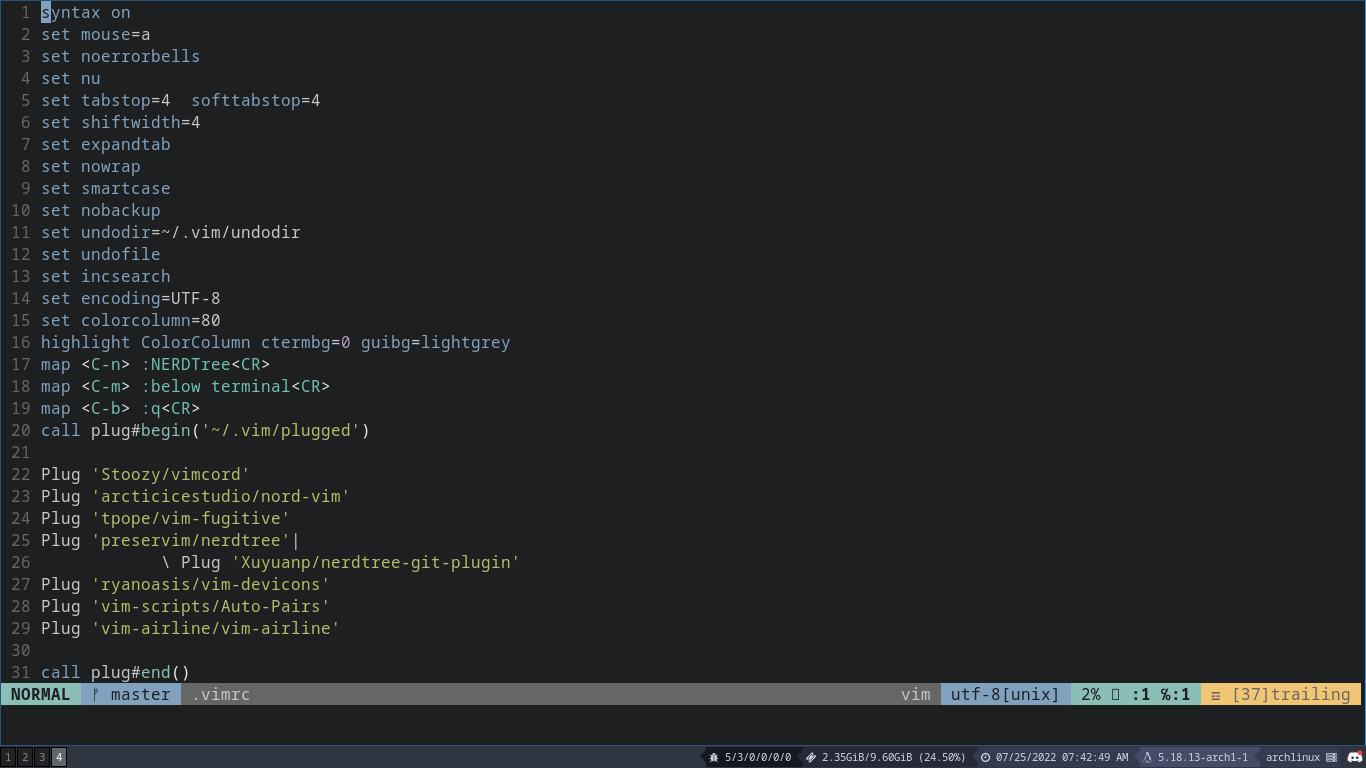 1 syntax on
2 set mouse=a
3 set noerrorbells
4 set nu
5 set tabstop=4  softtabstop=4
6 set shiftwidth=4
7 set expandtab
8 set nowrap
9 set smartcase
10 set nobackup
11 set undodir=~/.vim/undodir
12 set undofile
13 set incsearch
14 set encoding=UTF-8
15 set colorcolumn=80
16 highlight ColorColumn ctermbg=0 guibg=lightgrey
17 map <C-n> :NERDTree<CR>
18 map <C-m> :below terminal<CR>
19 map <C-b> :q<CR>
20 call plug#begin('~/.vim/plugged')
21
22 Plug 'Stoozy/vimcord'
23 Plug 'arcticicestudio/nord-vim'
24 Plug 'tpope/vim-fugitive'
25 Plug 'preservim/nerdtree'|
26             \ Plug 'Xuyuanp/nerdtree-git-plugin'
27 Plug 'ryanoasis/vim-devicons'
28 Plug 'vim-scripts/Auto-Pairs'
29 Plug 'vim-airline/vim-airline'
30
31 call plug#end()
NORMAL ᚠ master .vimrc vim utf-8[unix] 2% :1 ℅:1 ☲ [37]trailing
1 2 3 4 5/3/0/0/0/0 2.35GiB/9.60GiB (24.50%) 07/25/2022 07:42:49 AM 5.18.13-arch1-1 archlinux